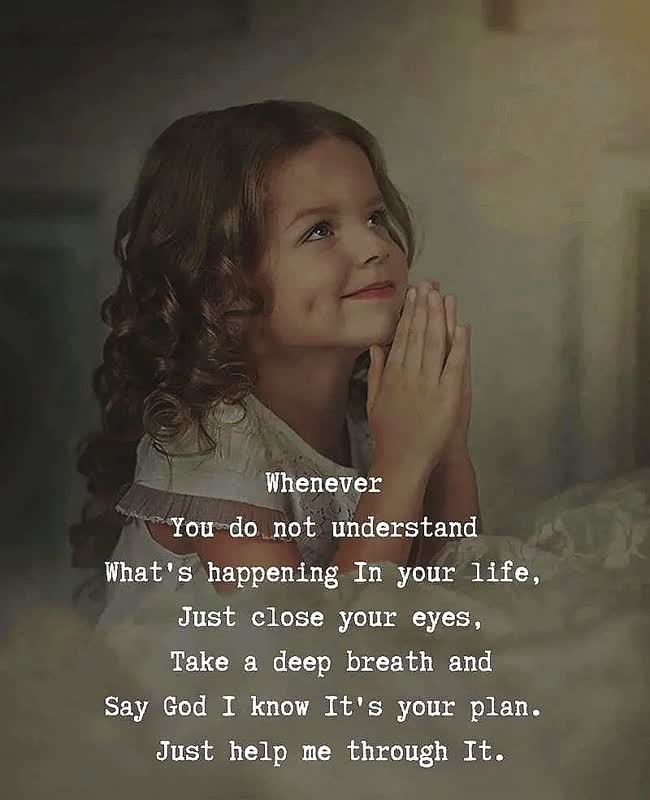 Whenever
You do not understand
What's happening In your life,
Just close your eyes,
Take a deep breath and
Say God I know It's your plan.
Just help me through It.